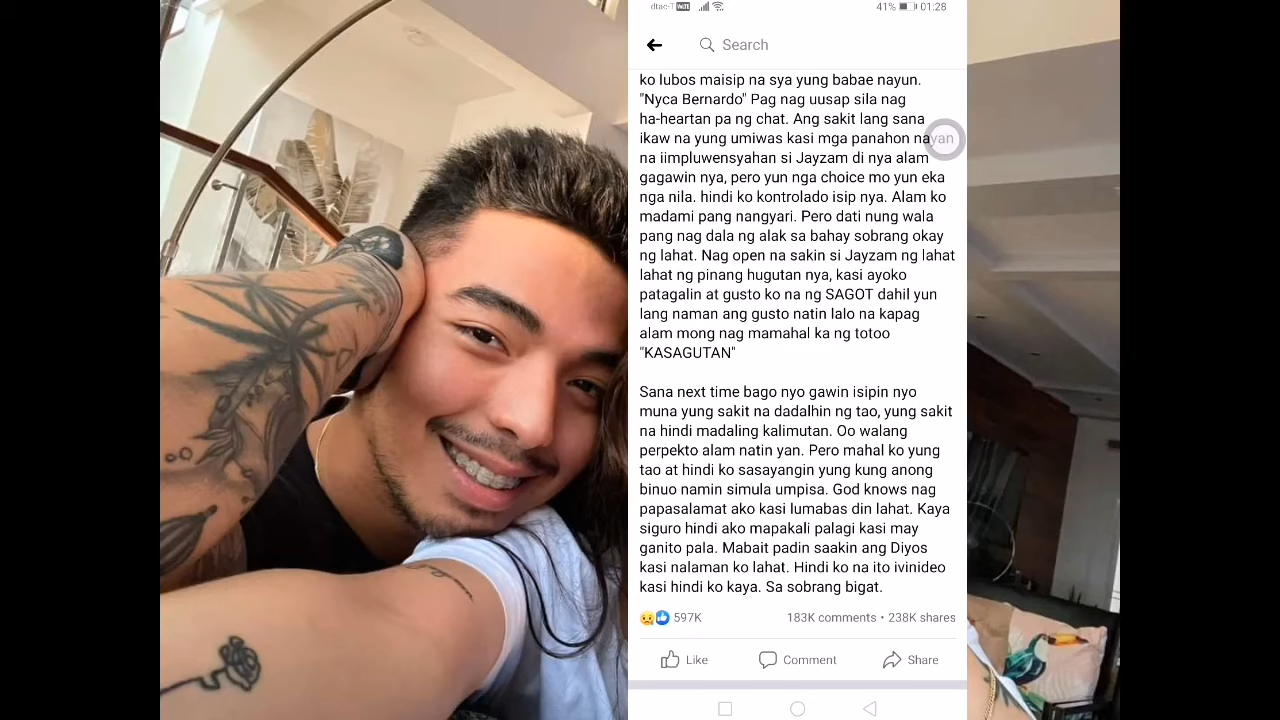 dtac-T VoLTE 41% 01:28
Search
ko lubos maisip na sya yung babae nayun.
"Nyca Bernardo" Pag nag uusap sila nag
ha-heartan pa ng chat. Ang sakit lang sana
ikaw na yung umiwas kasi mga panahon nayan
na iimpluwensyahan si Jayzam di nya alam
gagawin nya, pero yun nga choice mo yun eka
nga nila. hindi ko kontrolado isip nya. Alam ko
madami pang nangyari. Pero dati nung wala
pang nag dala ng alak sa bahay sobrang okay
ng lahat. Nag open na sakin si Jayzam ng lahat
lahat ng pinang hugutan nya, kasi ayoko
patagalin at gusto ko na ng SAGOT dahil yun
lang naman ang gusto natin lalo na kapag
alam mong nag mamahal ka ng totoo
"KASAGUTAN"
Sana next time bago nyo gawin isipin nyo
muna yung sakit na dadalhin ng tao, yung sakit
na hindi madaling kalimutan. Oo walang
perpekto alam natin yan. Pero mahal ko yung
tao at hindi ko sasayangin yung kung anong
binuo namin simula umpisa. God knows nag
papasalamat ako kasi lumabas din lahat. Kaya
siguro hindi ako mapakali palagi kasi may
ganito pala. Mabait padin saakin ang Diyos
kasi nalaman ko lahat. Hindi ko na ito ivinideo
kasi hindi ko kaya. Sa sobrang bigat.
597K 183K comments • 238K shares
Like Comment Share